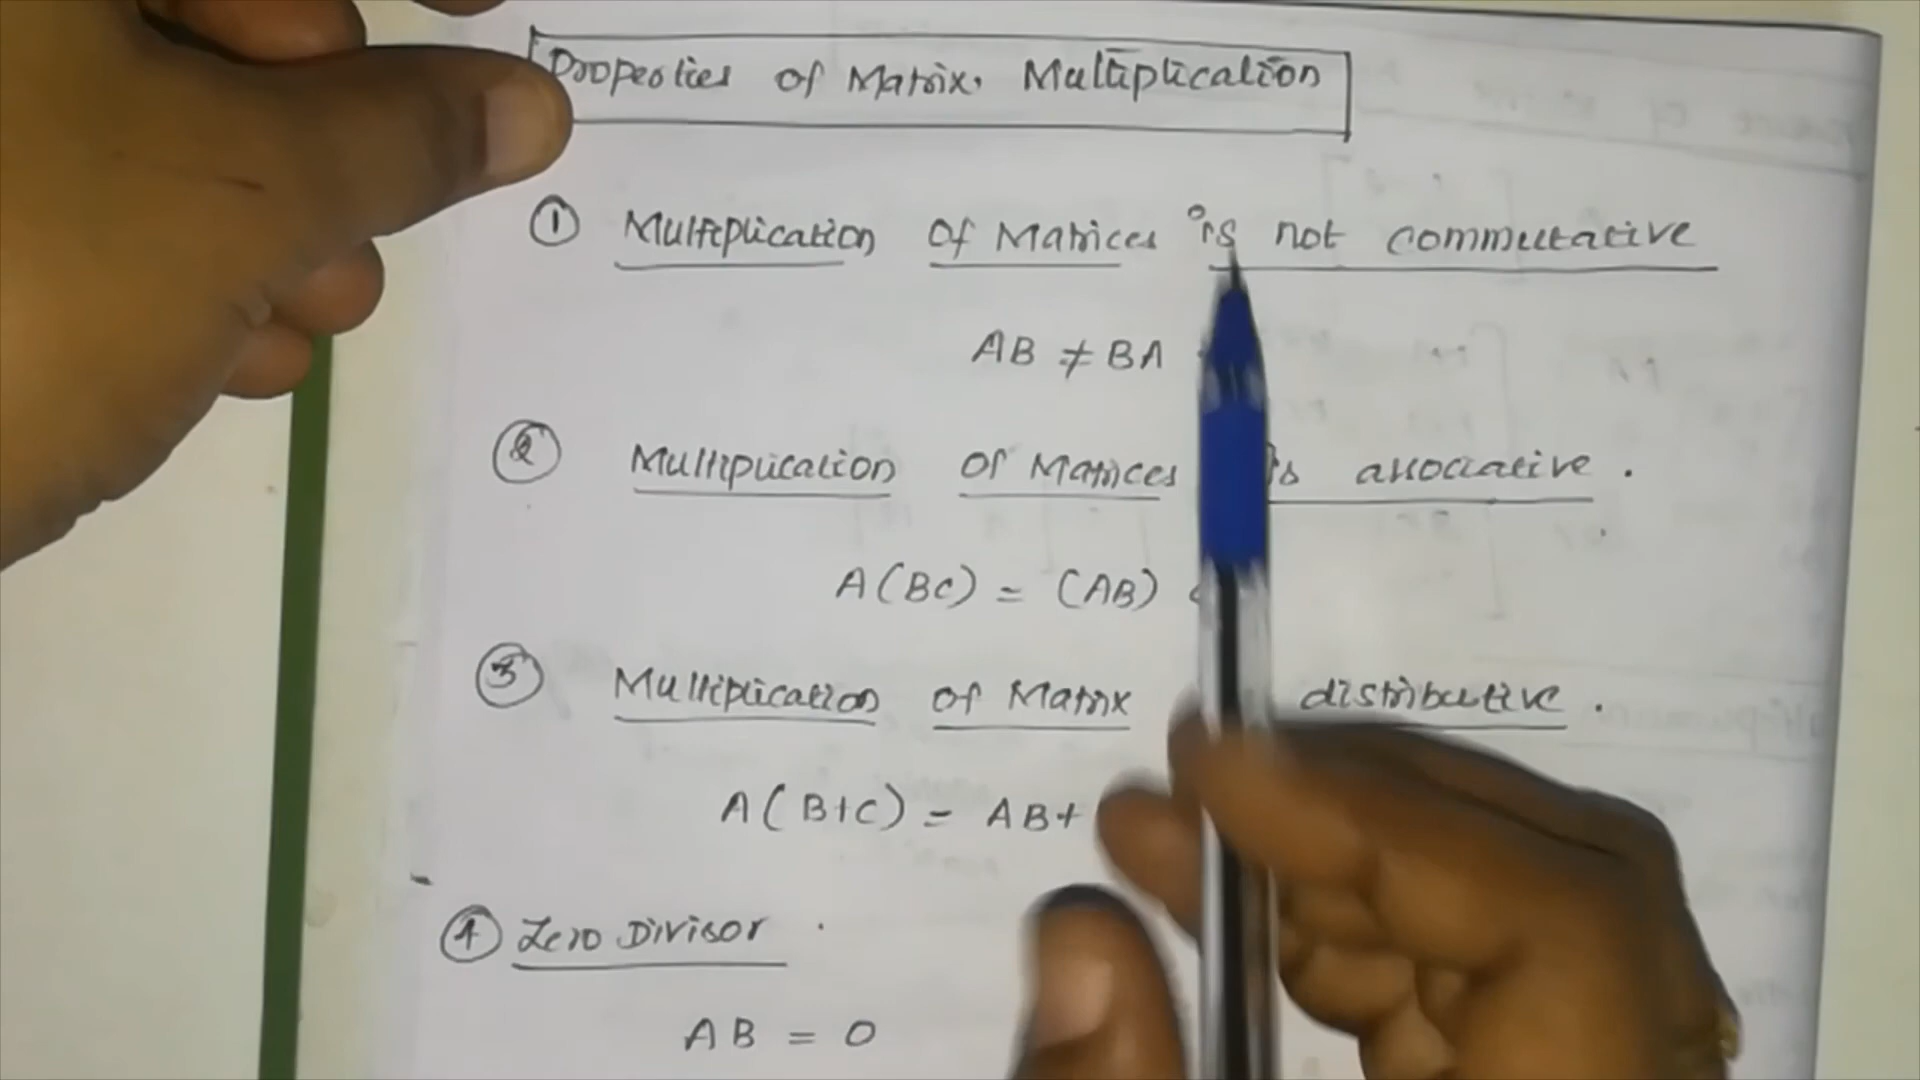 Properties of Matrix. Multiplication
① Multiplication of Matrices is not commutative
AB ≠ BA
② Multiplication of Matrices is associative .
A(BC) = (AB)
③ Multiplication of Matrix distributive .
A(B+C) = AB+
④ Zero Divisor .
AB = 0